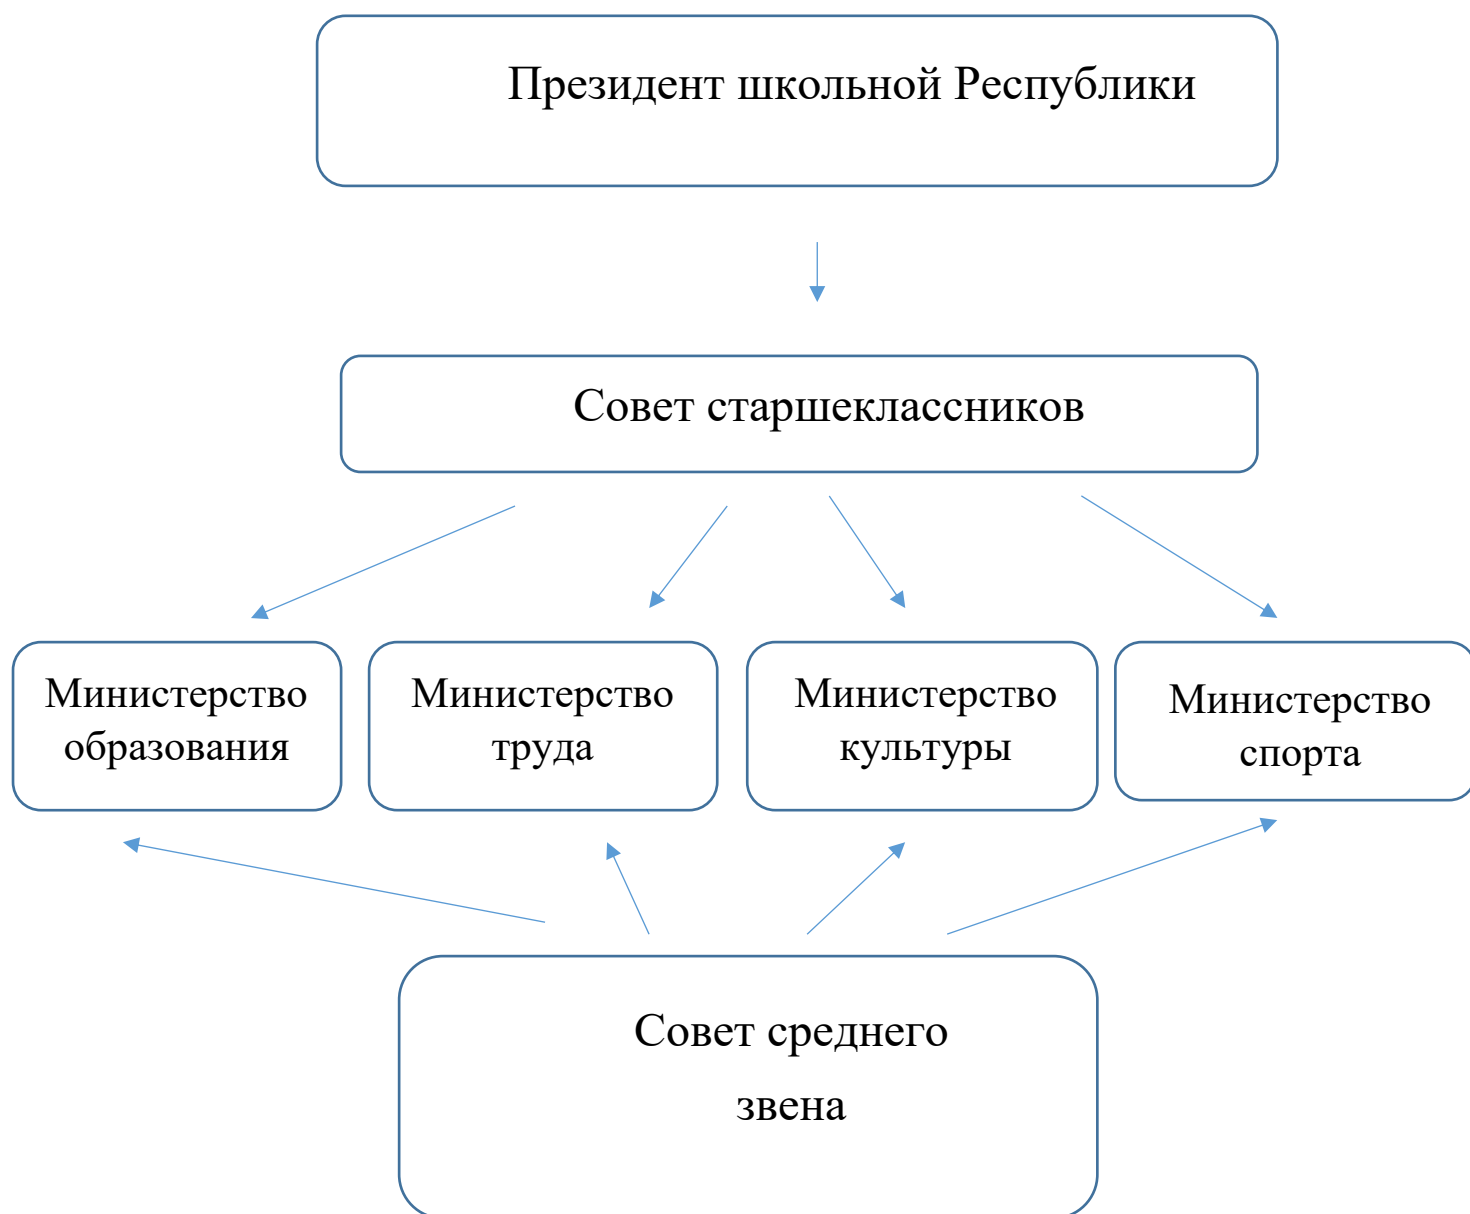 Президент школьной Республики
Совет старшеклассников
Министерство
образования
Министерство
труда
Министерство
культуры
Министерство
спорта
Совет среднего
звена